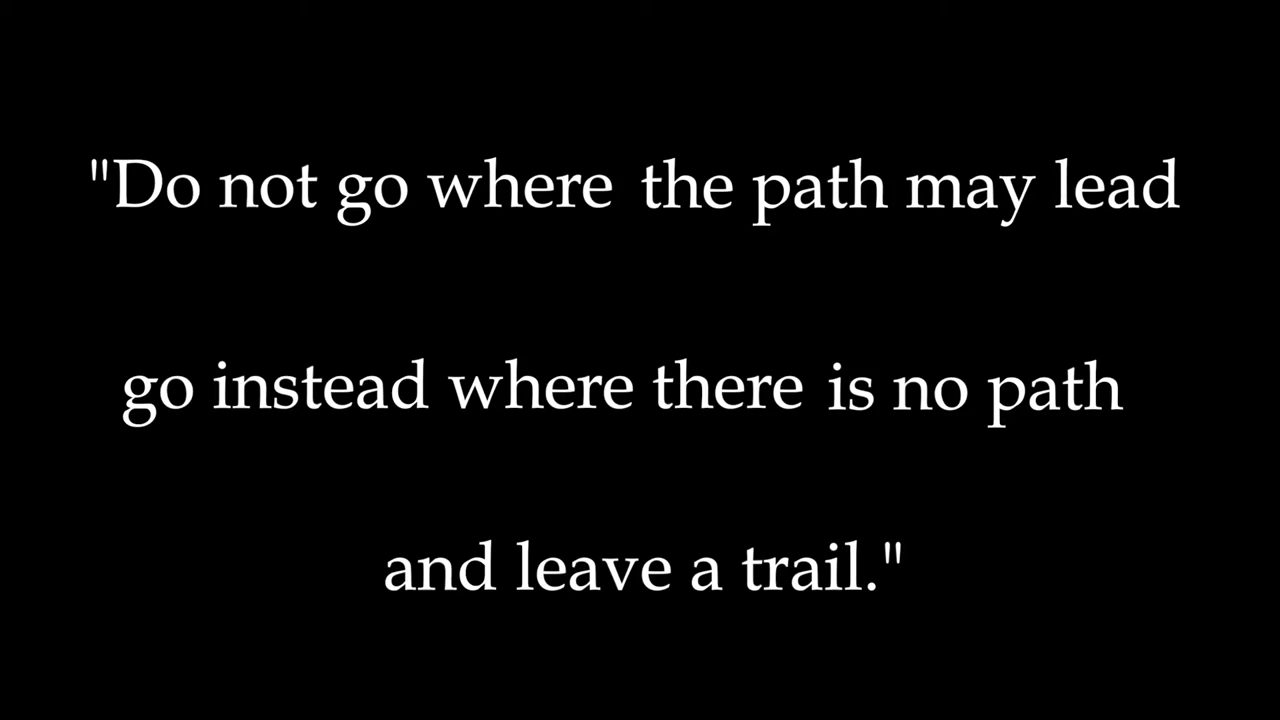 "Do not go where the path may lead
go instead where there is no path
and leave a trail."